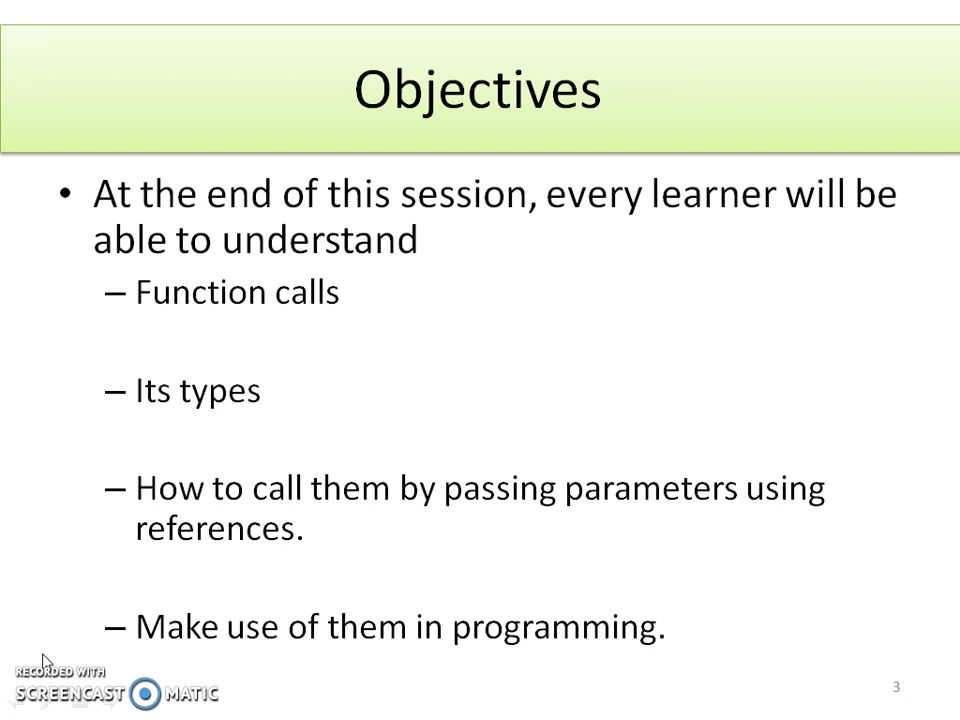 Objectives
• At the end of this session, every learner will be
able to understand
– Function calls
– Its types
– How to call them by passing parameters using
references.
– Make use of them in programming.
RECORDED WITH
SCREENCAST MATIC
3